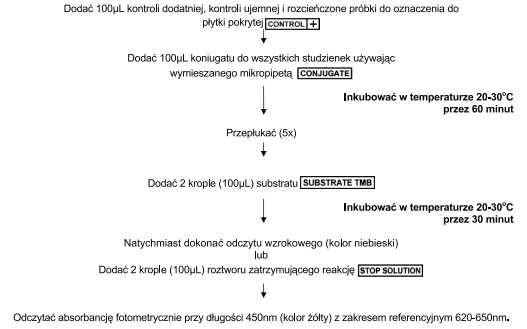 Dodać 100µL kontroli dodatniej, kontroli ujemnej i rozcieńczone próbki do oznaczenia do
płytki pokrytej CONTROL +
Dodać 100µL koniugatu do wszystkich studzienek używając
wymieszanego mikropipetą CONJUGATE
Inkubować w temperaturze 20-30°C
przez 60 minut
Przepłukać (5x)
Dodać 2 krople (100µL) substratu SUBSTRATE TMB
Inkubować w temperaturze 20-30°C
przez 30 minut
Natychmiast dokonać odczytu wzrokowego (kolor niebieski)
lub
Dodać 2 krople (100µL) roztworu zatrzymującego reakcję STOP SOLUTION
Odczytać absorbancję fotometrycznie przy długości 450nm (kolor żółty) z zakresem referencyjnym 620-650nm.